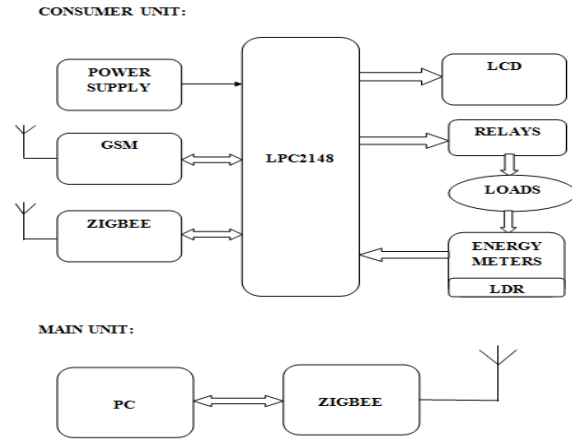 CONSUMER UNIT:
POWER
SUPPLY
GSM
ZIGBEE
LPC2148
LCD
RELAYS
LOADS
ENERGY
METERS
LDR
MAIN UNIT:
PC
ZIGBEE